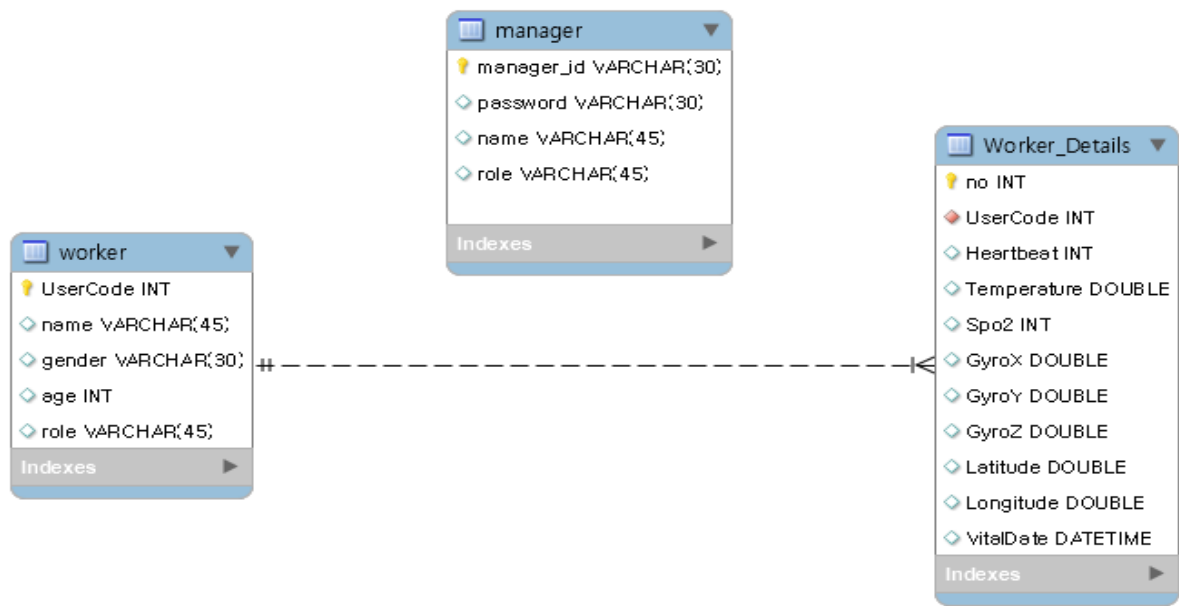 manager
manager_id VARCHAR(30)
password VARCHAR(30)
name VARCHAR(45)
role VARCHAR(45)
Indexes
worker
UserCode INT
name VARCHAR(45)
gender VARCHAR(30)
age INT
role VARCHAR(45)
Indexes
Worker_Details
no INT
UserCode INT
Heartbeat INT
Temperature DOUBLE
Spo2 INT
GyroX DOUBLE
GyroY DOUBLE
GyroZ DOUBLE
Latitude DOUBLE
Longitude DOUBLE
VitalDate DATETIME
Indexes